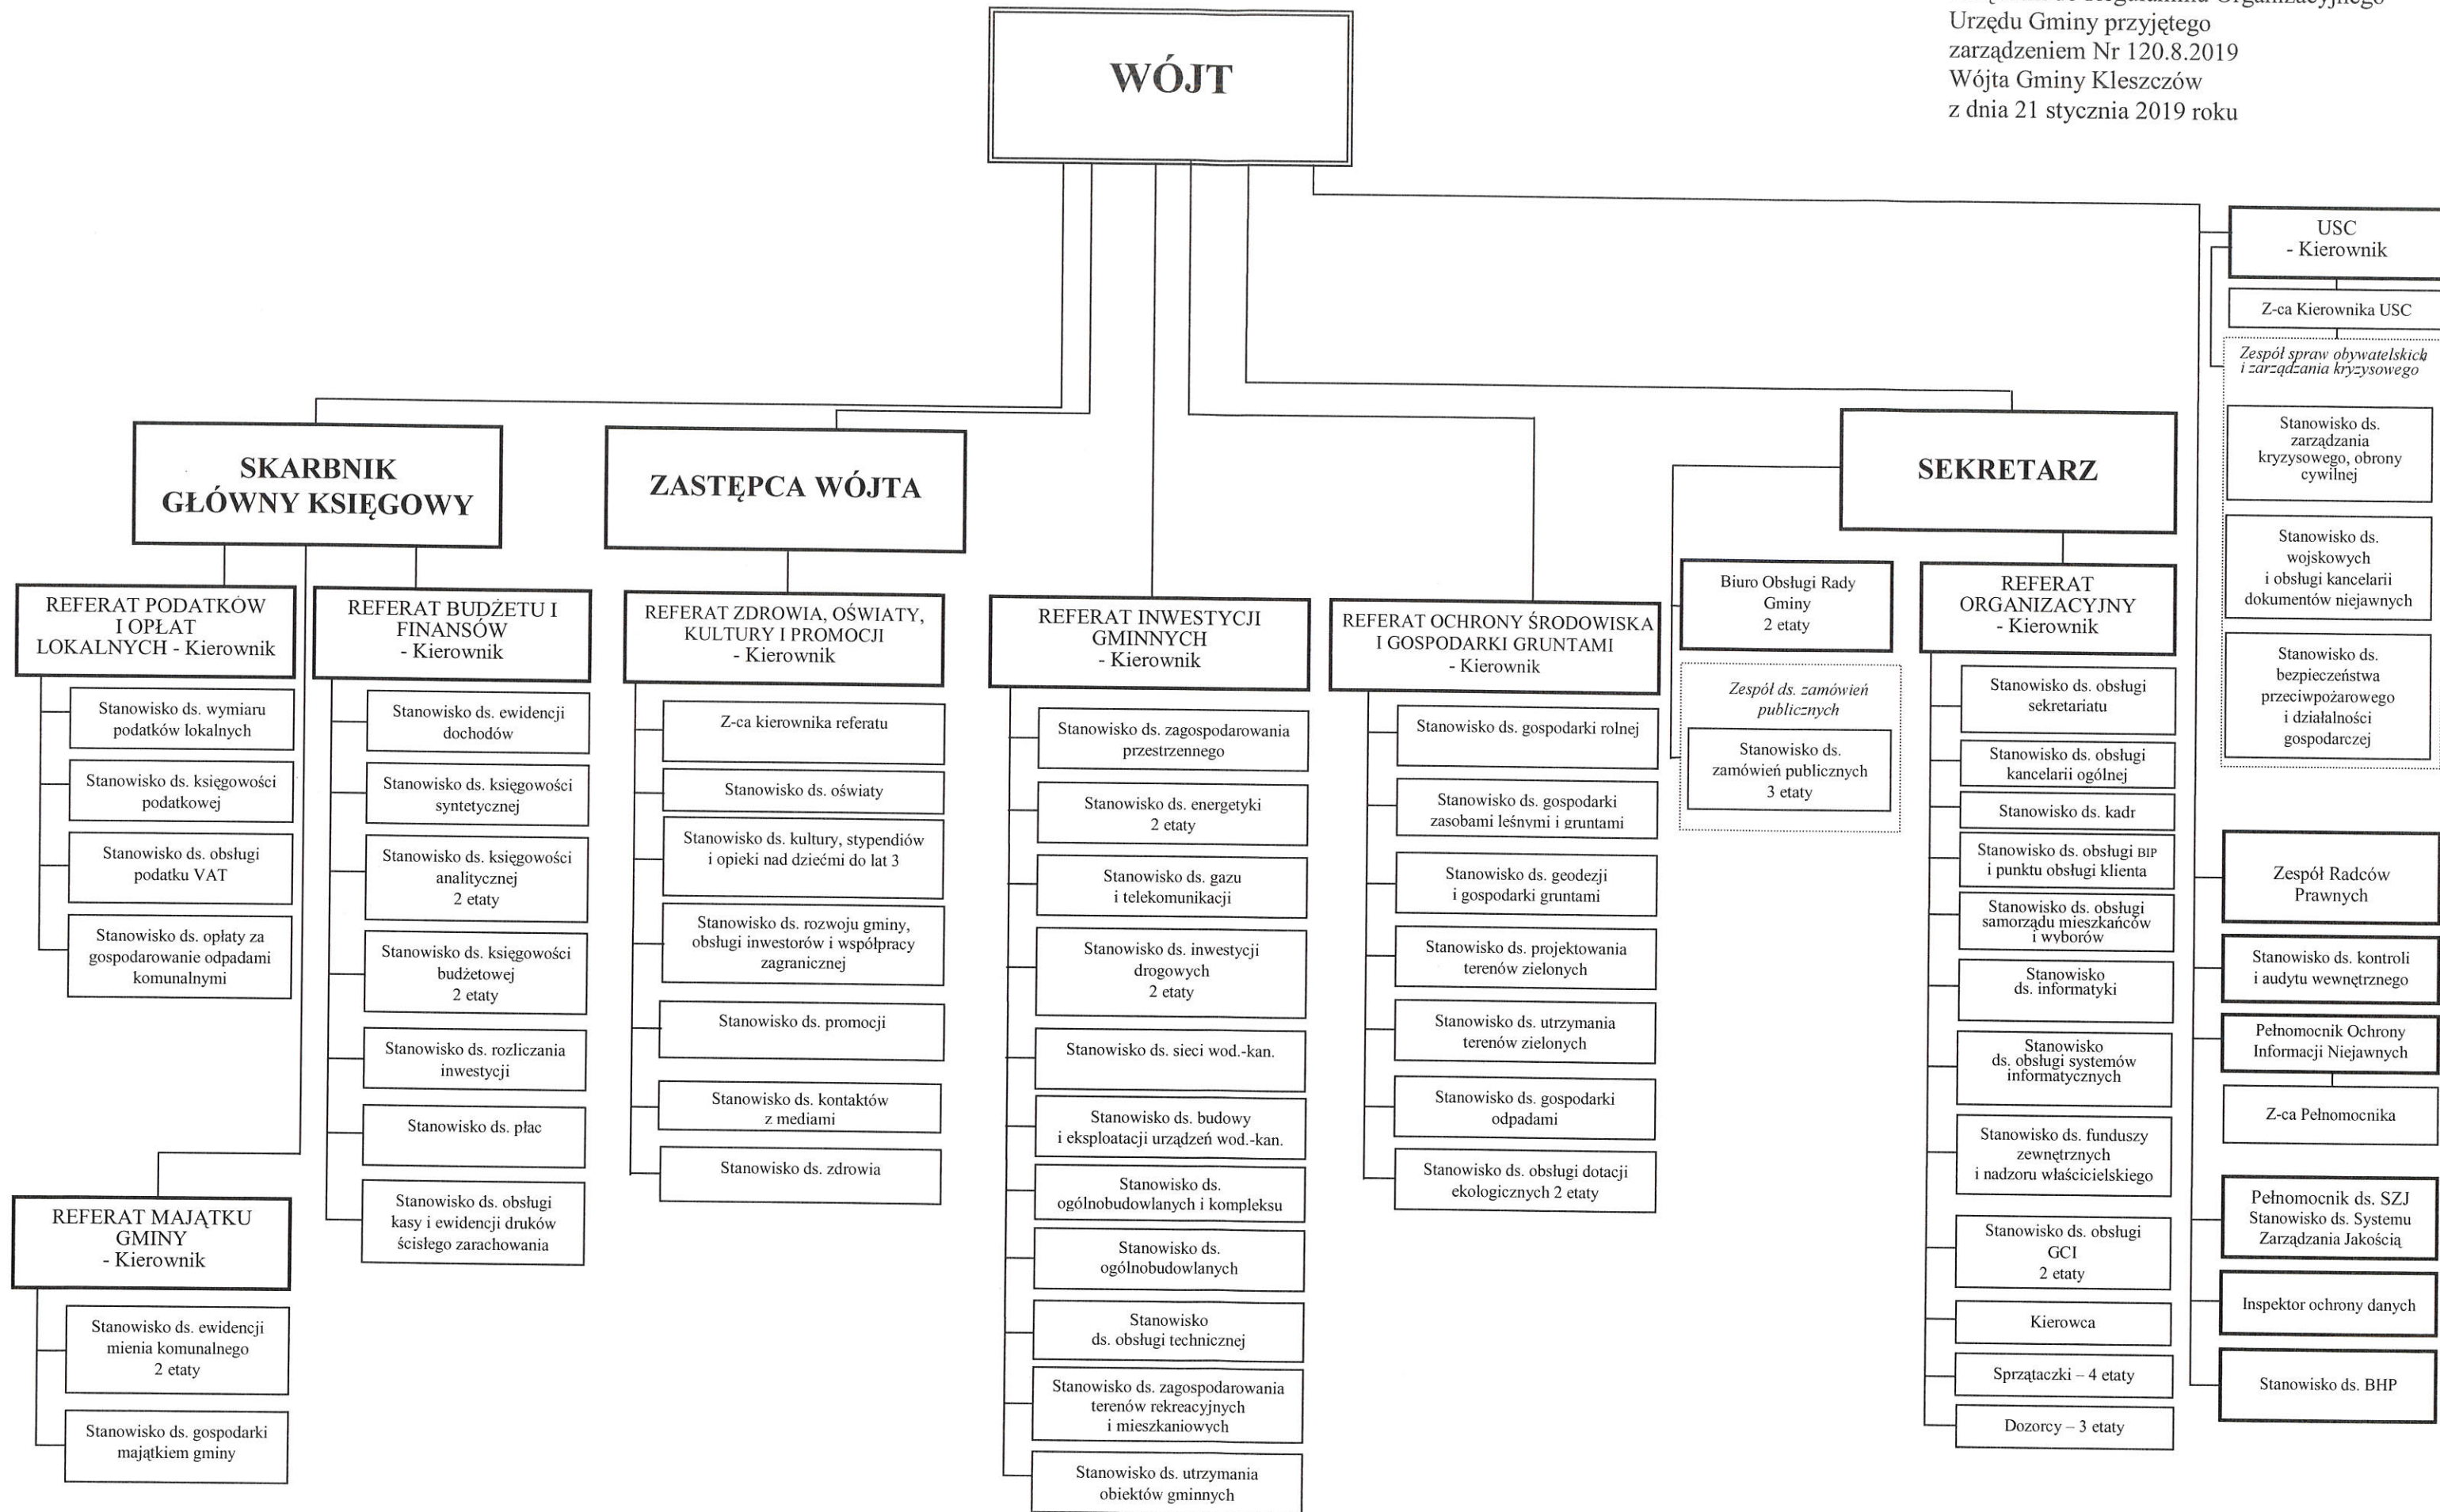 Organizacyjnego
Urzędu Gminy przyjętego
zarządzeniem Nr 120.8.2019
Wójta Gminy Kleszczów
z dnia 21 stycznia 2019 roku
WÓJT
SKARBNIK
GŁÓWNY KSIĘGOWY
ZASTĘPCA WÓJTA
SEKRETARZ
REFERAT PODATKÓW
I OPŁAT
LOKALNYCH - Kierownik
Stanowisko ds. wymiaru
podatków lokalnych
Stanowisko ds. księgowości
podatkowej
Stanowisko ds. obsługi
podatku VAT
Stanowisko ds. opłaty za
gospodarowanie odpadami
komunalnymi
REFERAT MAJĄTKU
GMINY
- Kierownik
Stanowisko ds. ewidencji
mienia komunalnego
2 etaty
Stanowisko ds. gospodarki
majątkiem gminy
REFERAT BUDŻETU I
FINANSÓW
- Kierownik
Stanowisko ds. ewidencji
dochodów
Stanowisko ds. księgowości
syntetycznej
Stanowisko ds. księgowości
analitycznej
2 etaty
Stanowisko ds. księgowości
budżetowej
2 etaty
Stanowisko ds. rozliczania
inwestycji
Stanowisko ds. płac
Stanowisko ds. obsługi
kasy i ewidencji druków
ścisłego zarachowania
REFERAT ZDROWIA, OŚWIATY,
KULTURY I PROMOCJI
- Kierownik
Z-ca kierownika referatu
Stanowisko ds. oświaty
Stanowisko ds. kultury, stypendiów
i opieki nad dziećmi do lat 3
Stanowisko ds. rozwoju gminy,
obsługi inwestorów i współpracy
zagranicznej
Stanowisko ds. promocji
Stanowisko ds. kontaktów
z mediami
Stanowisko ds. zdrowia
REFERAT INWESTYCJI
GMINNYCH
- Kierownik
Stanowisko ds. zagospodarowania
przestrzennego
Stanowisko ds. energetyki
2 etaty
Stanowisko ds. gazu
i telekomunikacji
Stanowisko ds. inwestycji
drogowych
2 etaty
Stanowisko ds. sieci wod.-kan.
Stanowisko ds. budowy
i eksploatacji urządzeń wod.-kan.
Stanowisko ds.
ogólnobudowlanych i kompleksu
Stanowisko ds.
ogólnobudowlanych
Stanowisko
ds. obsługi technicznej
Stanowisko ds. zagospodarowania
terenów rekreacyjnych
i mieszkaniowych
Stanowisko ds. utrzymania
obiektów gminnych
REFERAT OCHRONY ŚRODOWISKA
I GOSPODARKI GRUNTAMI
- Kierownik
Stanowisko ds. gospodarki rolnej
Stanowisko ds. gospodarki
zasobami leśnymi i gruntami
Stanowisko ds. geodezji
i gospodarki gruntami
Stanowisko ds. projektowania
terenów zielonych
Stanowisko ds. utrzymania
terenów zielonych
Stanowisko ds. gospodarki
odpadami
Stanowisko ds. obsługi dotacji
ekologicznych 2 etaty
Biuro Obsługi Rady
Gminy
2 etaty
Zespół ds. zamówień
publicznych
Stanowisko ds.
zamówień publicznych
3 etaty
REFERAT
ORGANIZACYJNY
- Kierownik
Stanowisko ds. obsługi
sekretariatu
Stanowisko ds. obsługi
kancelarii ogólnej
Stanowisko ds. kadr
Stanowisko ds. obsługi BIP
i punktu obsługi klienta
Stanowisko ds. obsługi
samorządu mieszkańców
i wyborów
Stanowisko
ds. informatyki
Stanowisko
ds. obsługi systemów
informatycznych
Stanowisko ds. funduszy
zewnętrznych
i nadzoru właścicielskiego
Stanowisko ds. obsługi
GCI
2 etaty
Kierowca
Sprzątaczki – 4 etaty
Dozorcy – 3 etaty
USC
- Kierownik
Z-ca Kierownika USC
Zespół spraw obywatelskich
i zarządzania kryzysowego
Stanowisko ds.
zarządzania
kryzysowego, obrony
cywilnej
Stanowisko ds.
wojskowych
i obsługi kancelarii
dokumentów niejawnych
Stanowisko ds.
bezpieczeństwa
przeciwpożarowego
i działalności
gospodarczej
Zespół Radców
Prawnych
Stanowisko ds. kontroli
i audytu wewnętrznego
Pełnomocnik Ochrony
Informacji Niejawnych
Z-ca Pełnomocnika
Pełnomocnik ds. SZJ
Stanowisko ds. Systemu
Zarządzania Jakością
Inspektor ochrony danych
Stanowisko ds. BHP